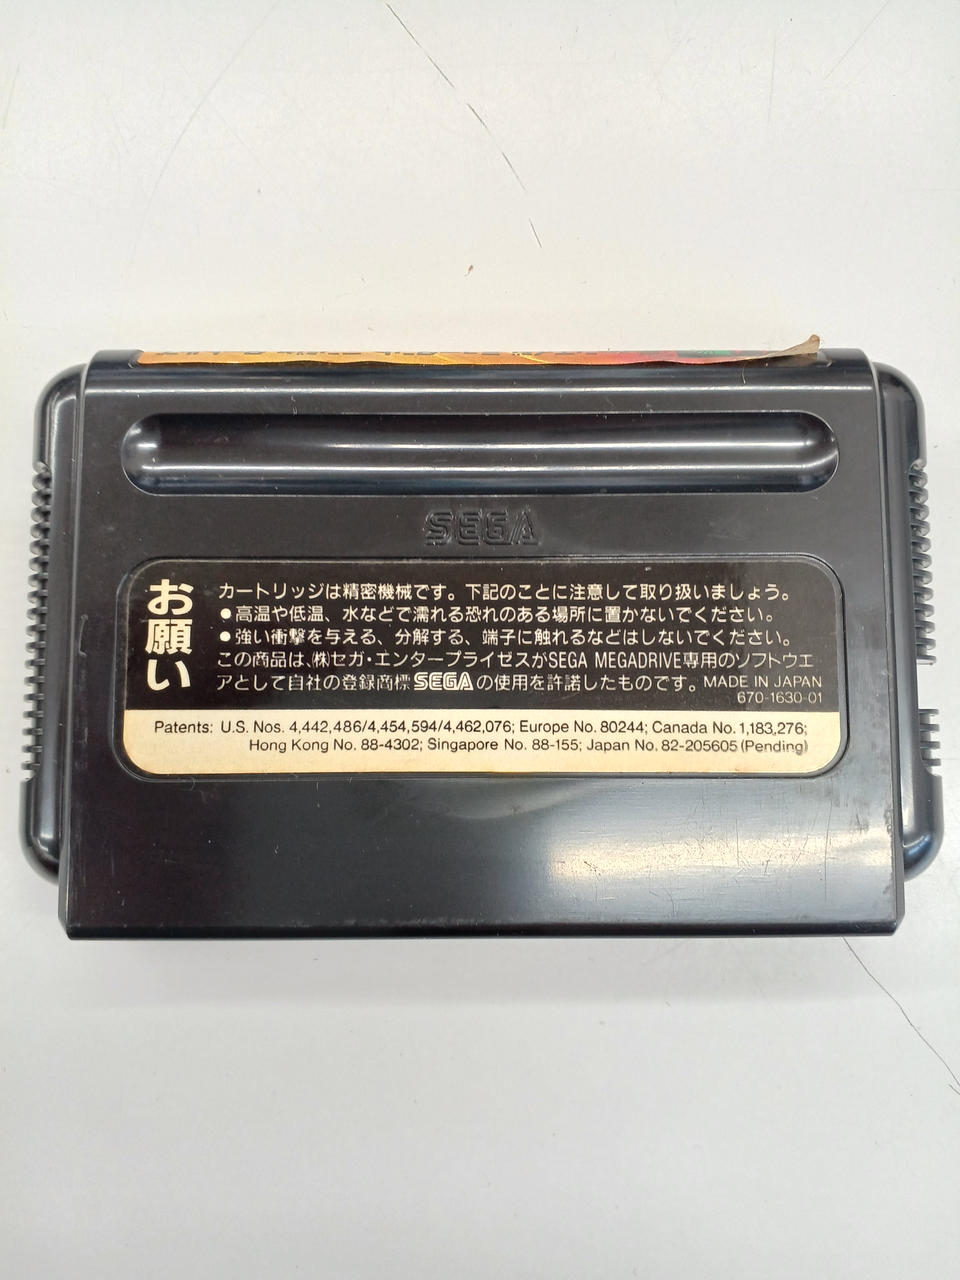 SEGA
お願い
カートリッジは精密機械です。下記のことに注意して取り扱いましょう。
●高温や低温、水などで濡れる恐れのある場所に置かないでください。
●強い衝撃を与える、分解する、端子に触れるなどはしないでください。
この商品は、(株)セガ・エンタープライゼスがSEGA MEGADRIVE専用のソフトウエ
アとして自社の登録商標SEGAの使用を許諾したものです。MADE IN JAPAN
670-1630-01
Patents: U.S. Nos. 4,442,486/4,454,594/4,462,076; Europe No. 80244; Canada No. 1,183,276;
Hong Kong No. 88-4302; Singapore No. 88-155; Japan No. 82-205605 (Pending)